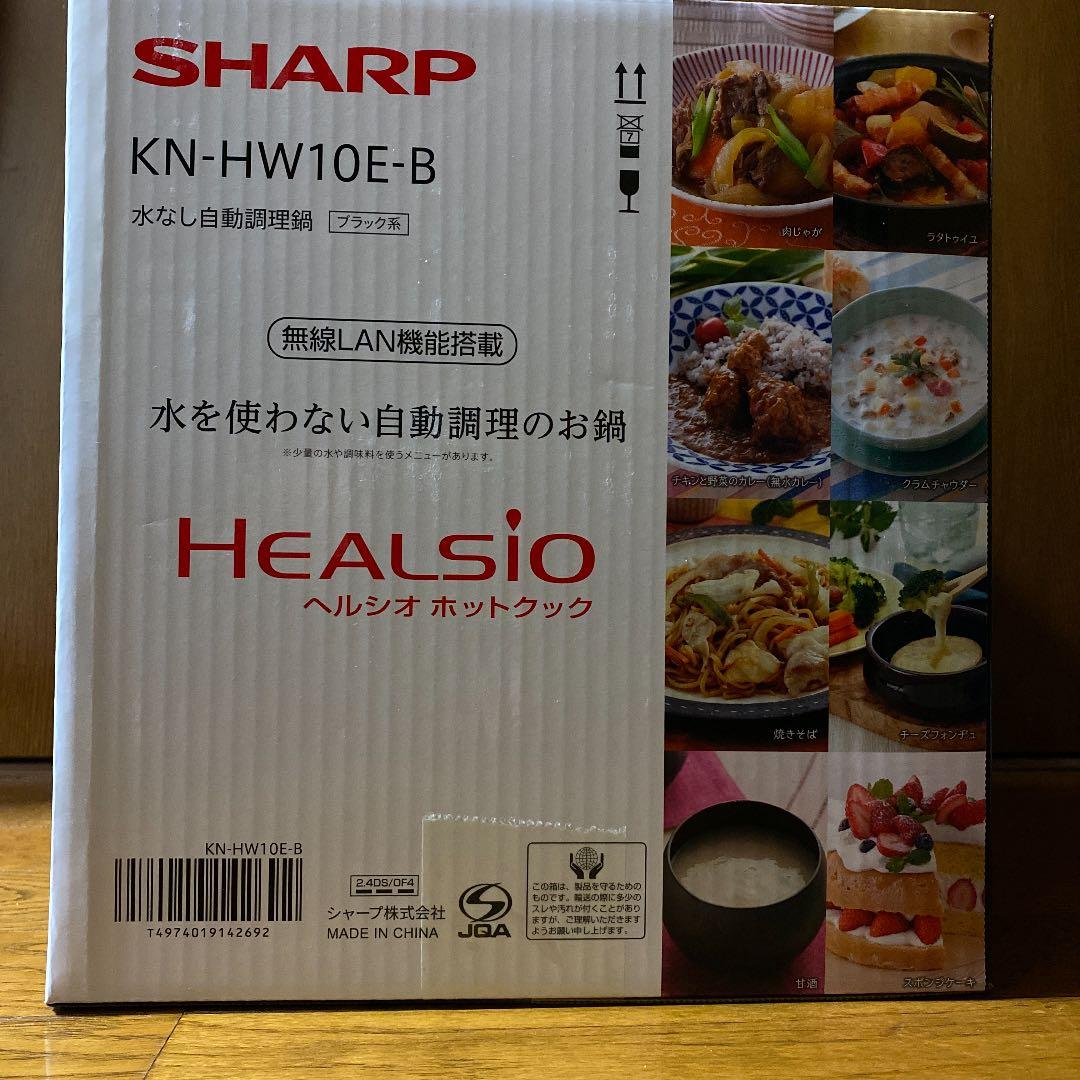 SHARP
KN-HW10E-B
水なし自動調理鍋 ブラック系
無線LAN機能搭載
水を使わない自動調理のお鍋
※少量の水や調味料を使うメニューがあります。
HEALSiO
ヘルシオ ホットクック
KN-HW10E-B
T4974019142692
2.4DS/OF4
シャープ株式会社
MADE IN CHINA
JQA
この箱は、製品を守るための
ものです。輸送の際に多少の
スレや汚れが付くことがあり
ますが、ご理解いただきます
ようお願い申し上げます。
7
肉じゃが
ラタトゥイユ
チキンと野菜のカレー(無水カレー)
クラムチャウダー
焼きそば
チーズフォンデュ
甘酒
スポンジケーキ